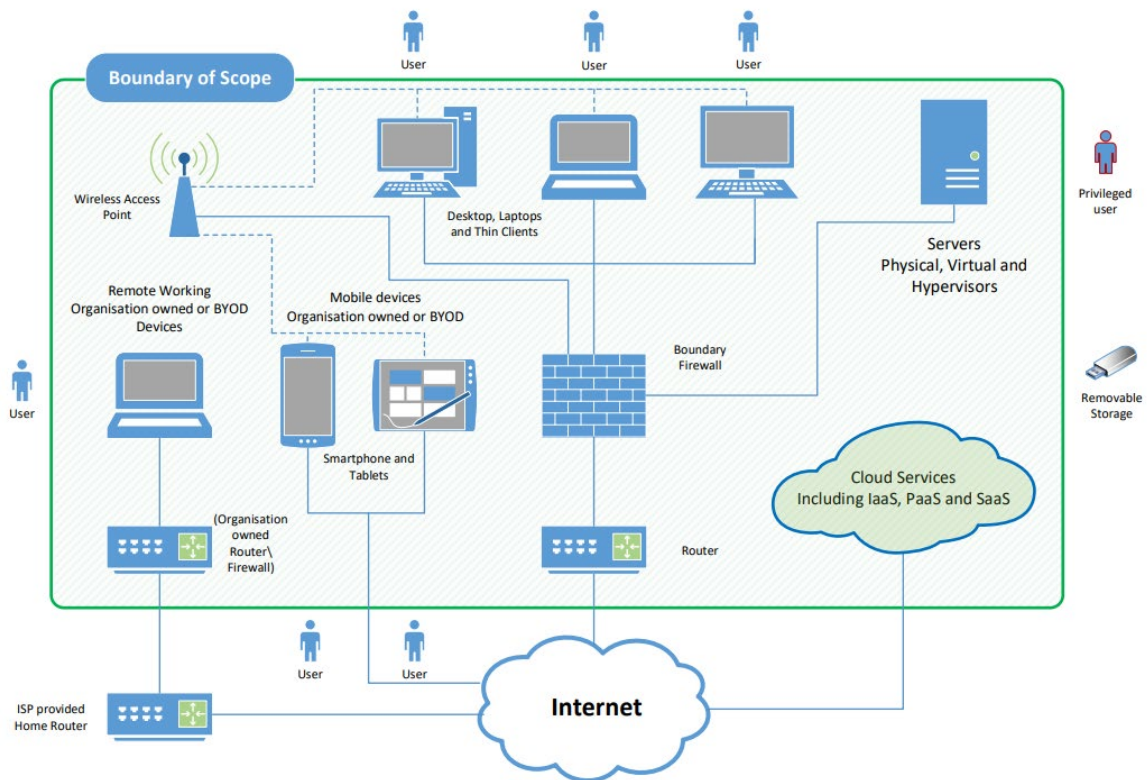 User
User
User
Boundary of Scope
Wireless Access
Point
Desktop, Laptops
and Thin Clients
Privileged
user
Servers
Physical, Virtual and
Hypervisors
Remote Working
Organisation owned or BYOD
Devices
Mobile devices
Organisation owned or BYOD
Boundary
Firewall
User
Removable
Storage
Smartphone and
Tablets
Cloud Services
Including IaaS, PaaS and SaaS
(Organisation
owned
Router\
Firewall)
Router
User
User
ISP provided
Home Router
Internet